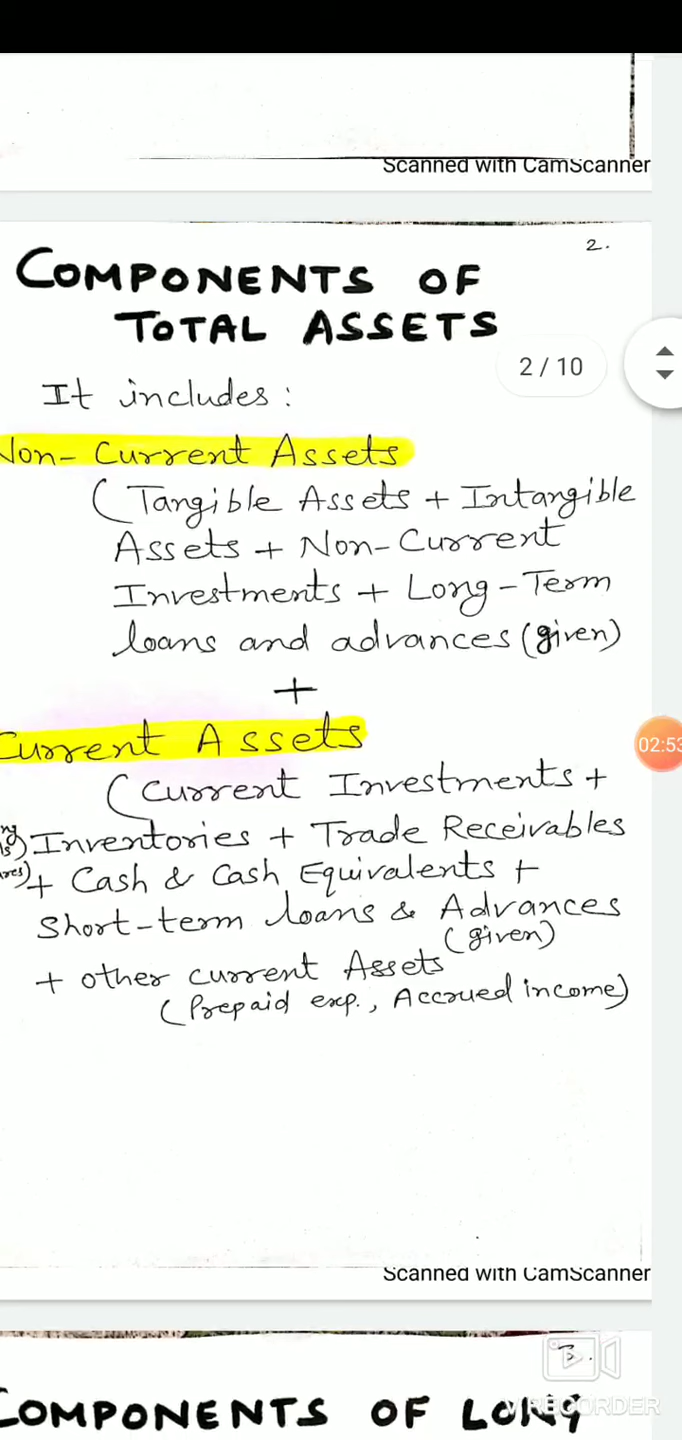 Scanned with CamScanner
2.
COMPONENTS OF
TOTAL ASSETS
2 / 10
It includes :
Non-Current Assets
(Tangible Assets + Intangible
Assets + Non-Current
Investments + Long-Term
loans and advances (given)
+
Current Assets
(Current Investments +
Inventories + Trade Receivables
+ Cash & Cash Equivalents +
Short-term loans & Advances
(given)
+ other current Assets
(Prepaid exp., Accrued income)
02:53
Scanned with CamScanner
3.
COMPONENTS OF LONG
V RECORDER